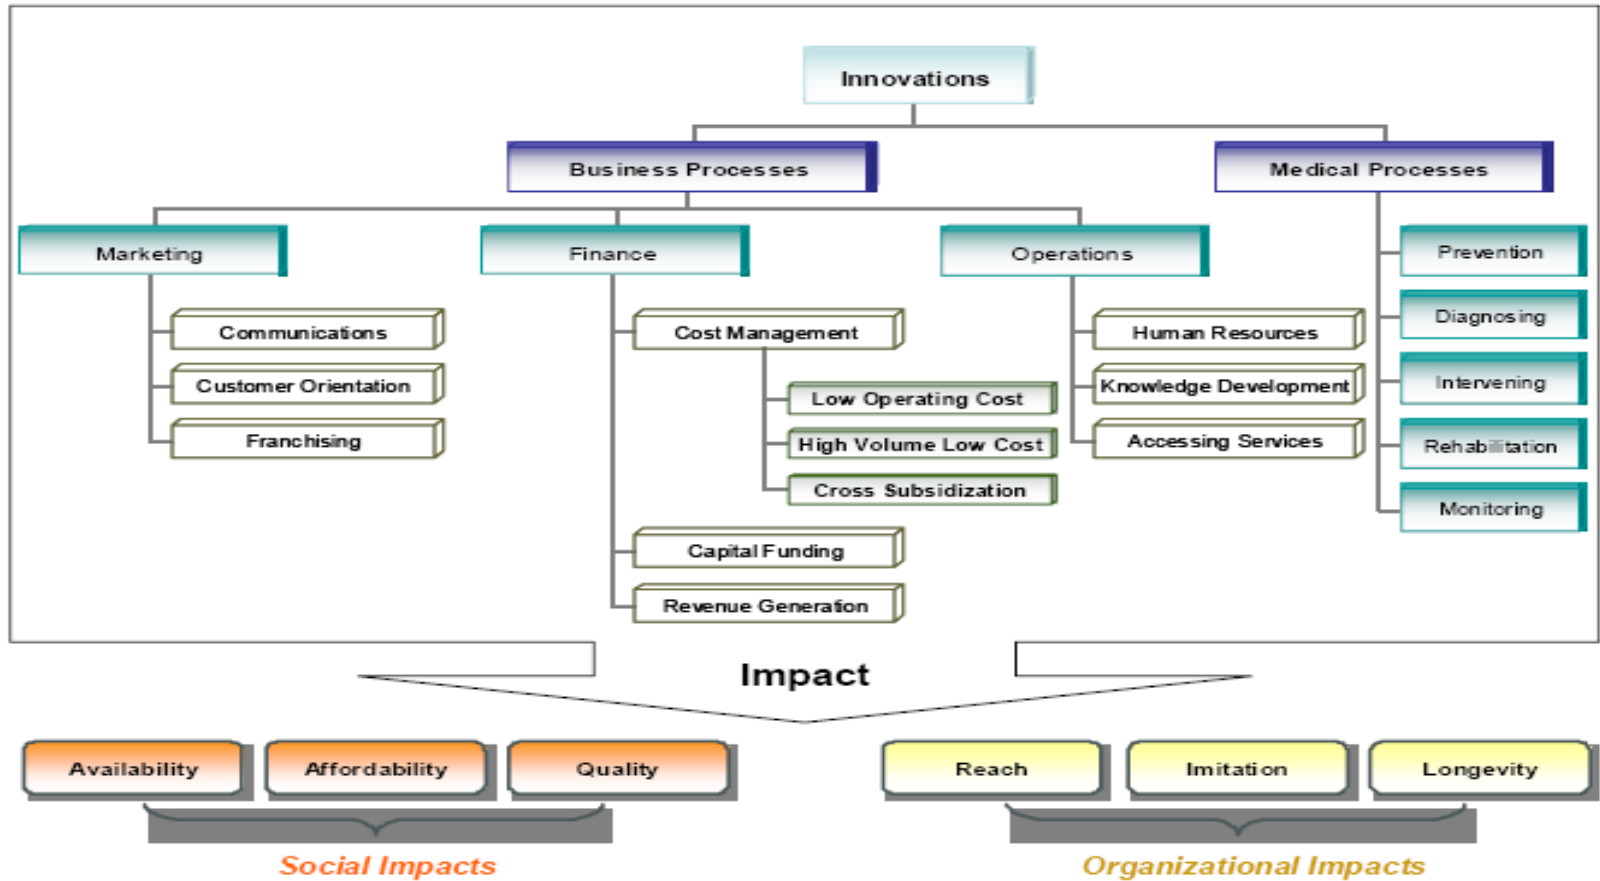 Innovations
Business Processes
Medical Processes
Marketing
Finance
Operations
Prevention
Communications
Cost Management
Human Resources
Diagnosing
Customer Orientation
Low Operating Cost
Knowledge Development
Intervening
Franchising
High Volume Low Cost
Accessing Services
Rehabilitation
Cross Subsidization
Monitoring
Capital Funding
Revenue Generation
Impact
Availability
Affordability
Quality
Reach
Imitation
Longevity
Social Impacts
Organizational Impacts